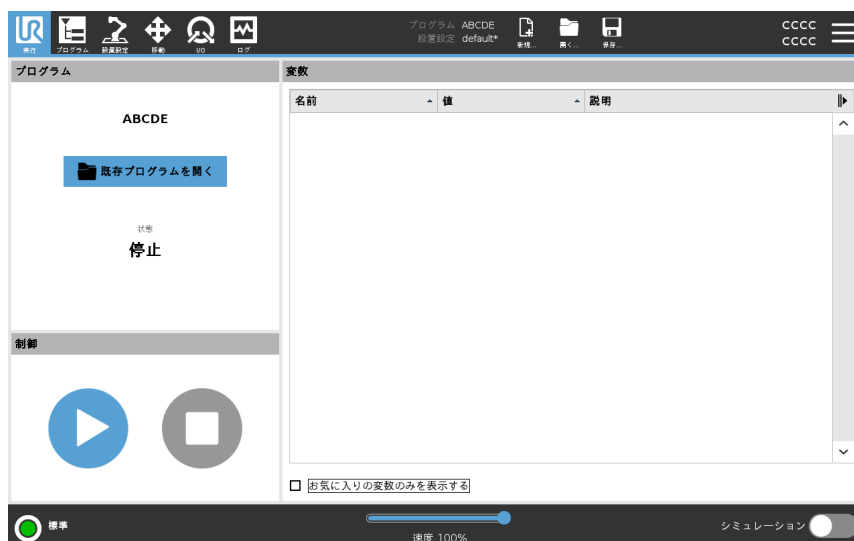 UR
実行
プログラム
設置設定
移動
I/O
ログ
プログラム ABCDE
設置設定 default*
新規...
開く...
保存...
CCCC
CCCC
プログラム
変数
ABCDE
既存プログラムを開く
状態
停止
名前
値
説明
制御
お気に入りの変数のみを表示する
標準
速度 100%
シミュレーション